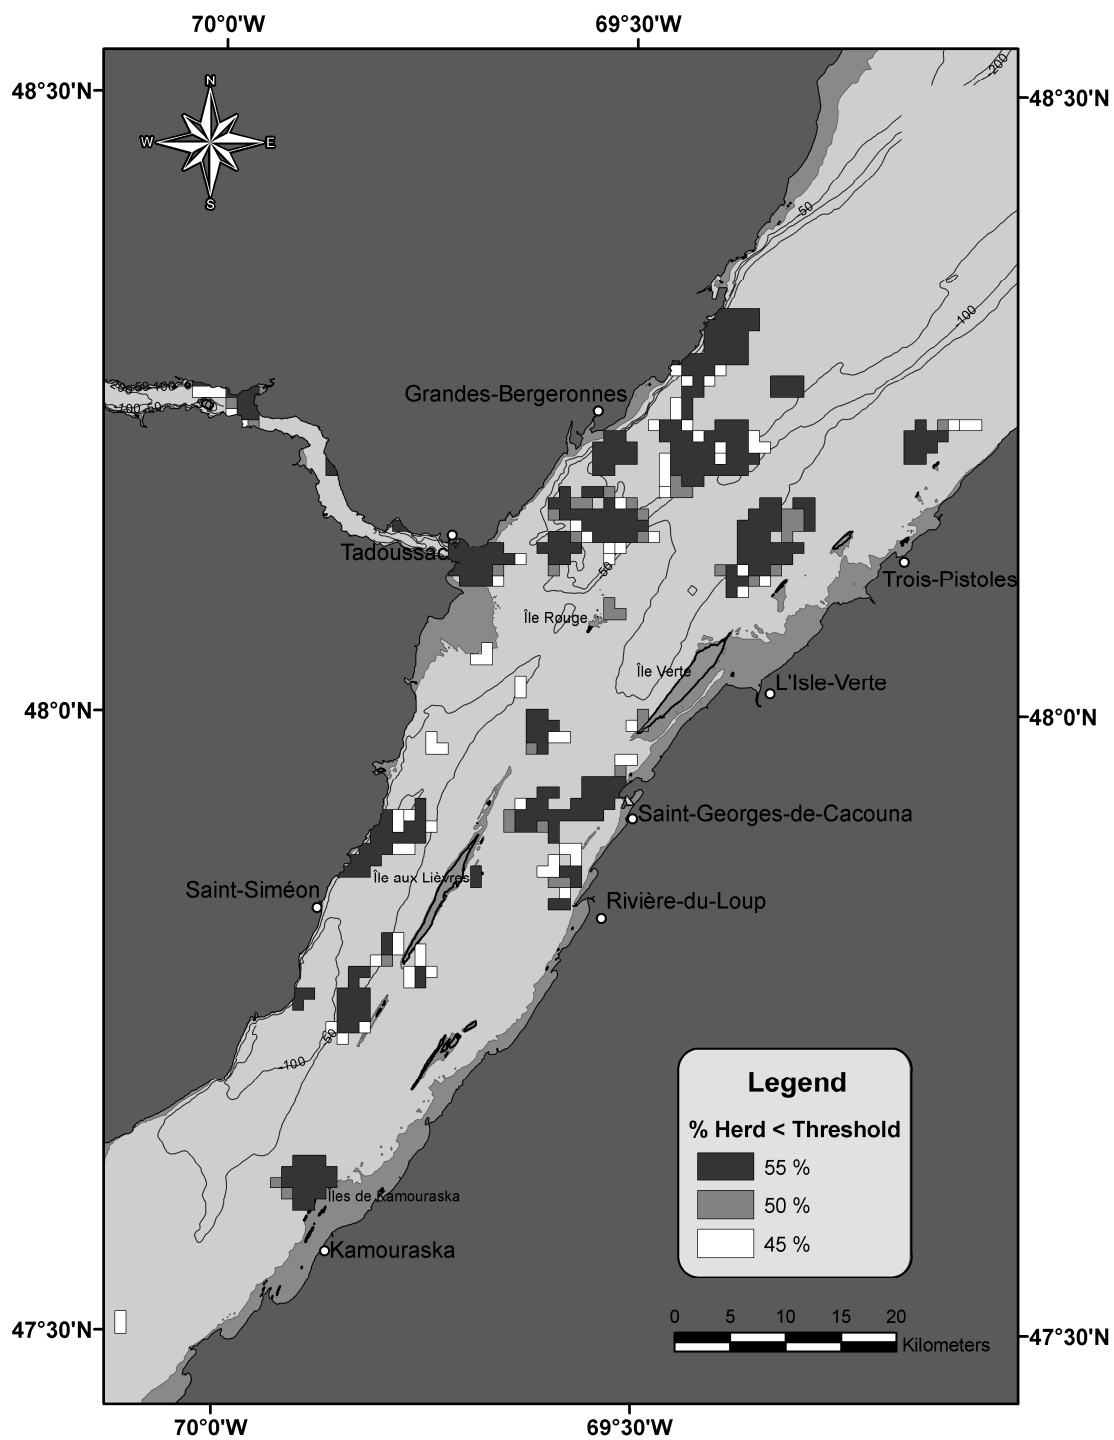 70°0'W
69°30'W
48°30'N
48°30'N
N
W
E
S
-200
-50
-100
Grandes-Bergeronnes
Tadoussac
-50
Trois-Pistoles
Île Rouge
Île Verte
L'Isle-Verte
48°0'N
48°0'N
Saint-Georges-de-Cacouna
Île aux Lièvres
Saint-Siméon
Rivière-du-Loup
-50
-100
Legend
% Herd < Threshold
55 %
50 %
45 %
Îles de Kamouraska
Kamouraska
0 5 10 15 20
Kilometers
47°30'N
47°30'N
70°0'W
69°30'W